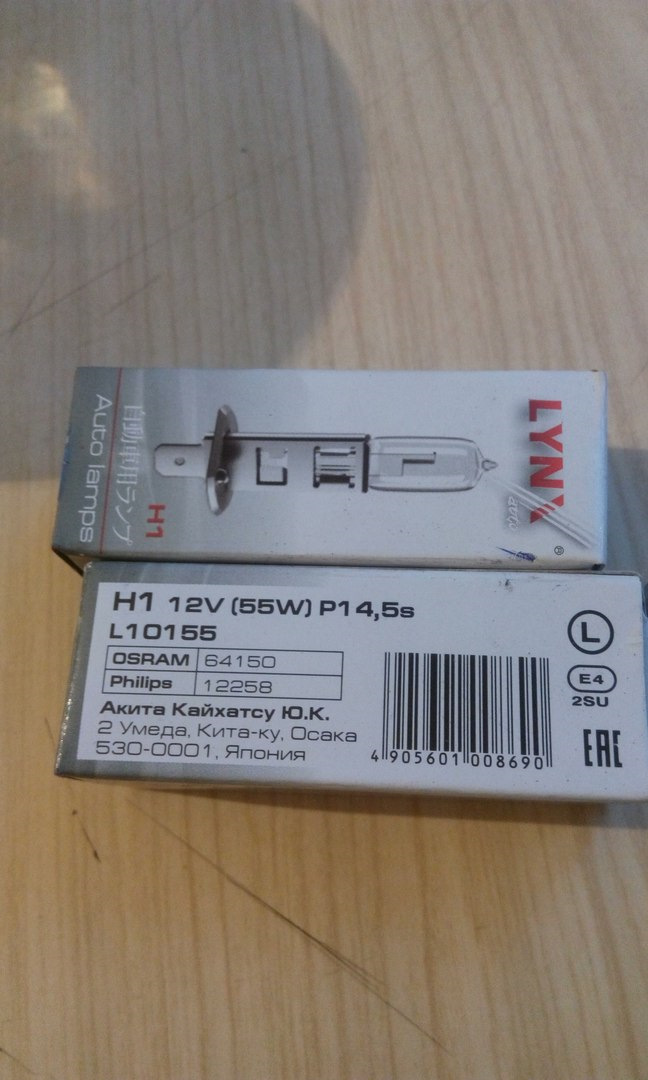 LYNX
auto
®
H1
自動車用ランプ
Auto lamps
H1 12V (55W) P14,5s
L10155
OSRAM 64150
Philips 12258
Акита Кайхатсу Ю.К.
2 Умеда, Кита-ку, Осака
530-0001, Япония
4 905601 008690
L
E4
2SU
EAC